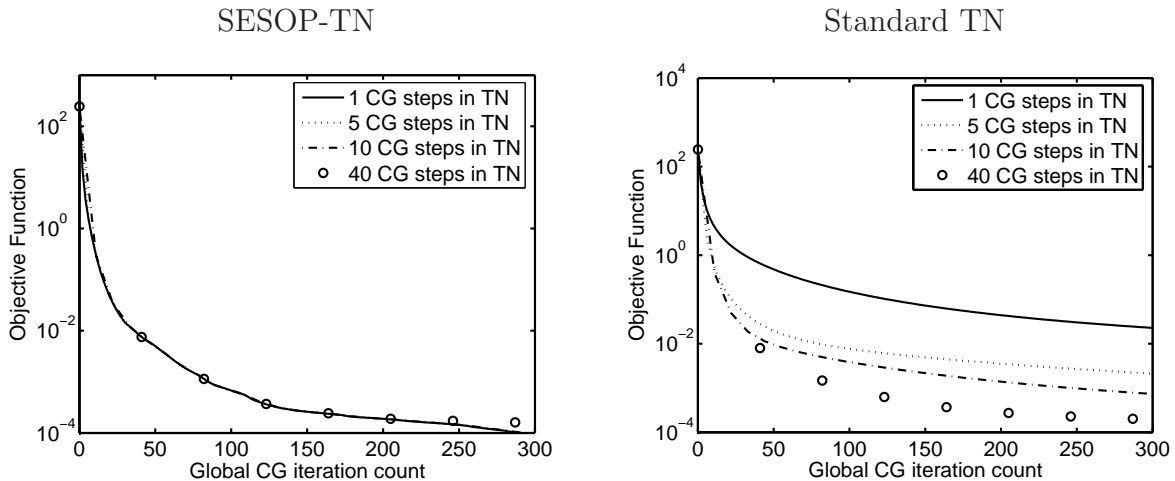 SESOP-TN
10^2
10^0
10^-2
10^-4
Objective Function
0 50 100 150 200 250 300
Global CG iteration count
1 CG steps in TN
5 CG steps in TN
10 CG steps in TN
40 CG steps in TN
Standard TN
10^4
10^2
10^0
10^-2
10^-4
Objective Function
0 50 100 150 200 250 300
Global CG iteration count
1 CG steps in TN
5 CG steps in TN
10 CG steps in TN
40 CG steps in TN